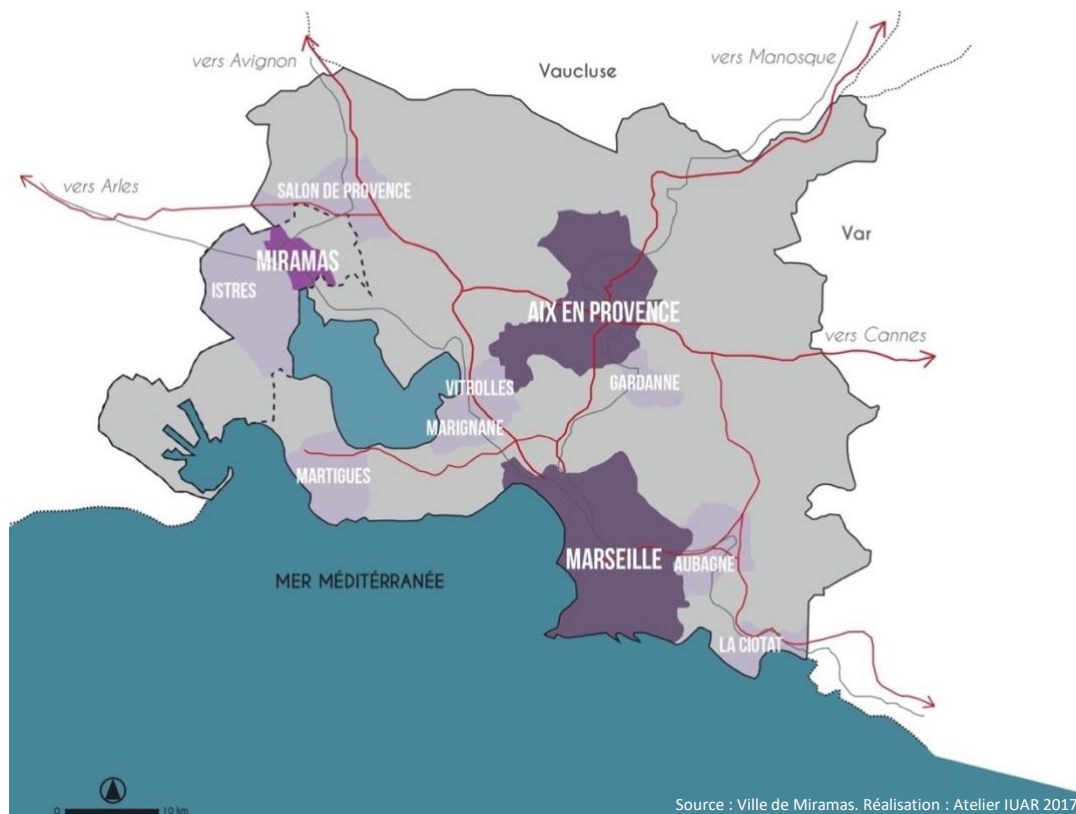 vers Avignon
vers Manosque
Vaucluse
vers Arles
SALON DE PROVENCE
Var
MIRAMAS
ISTRES
AIX EN PROVENCE
vers Cannes
VITROLLES
GARDANNE
MARIGNANE
MARTIGUES
MARSEILLE
AUBAGNE
MER MÉDITÉRRANÉE
LA CIOTAT
0 10 km
Source : Ville de Miramas. Réalisation : Atelier IUAR 2017